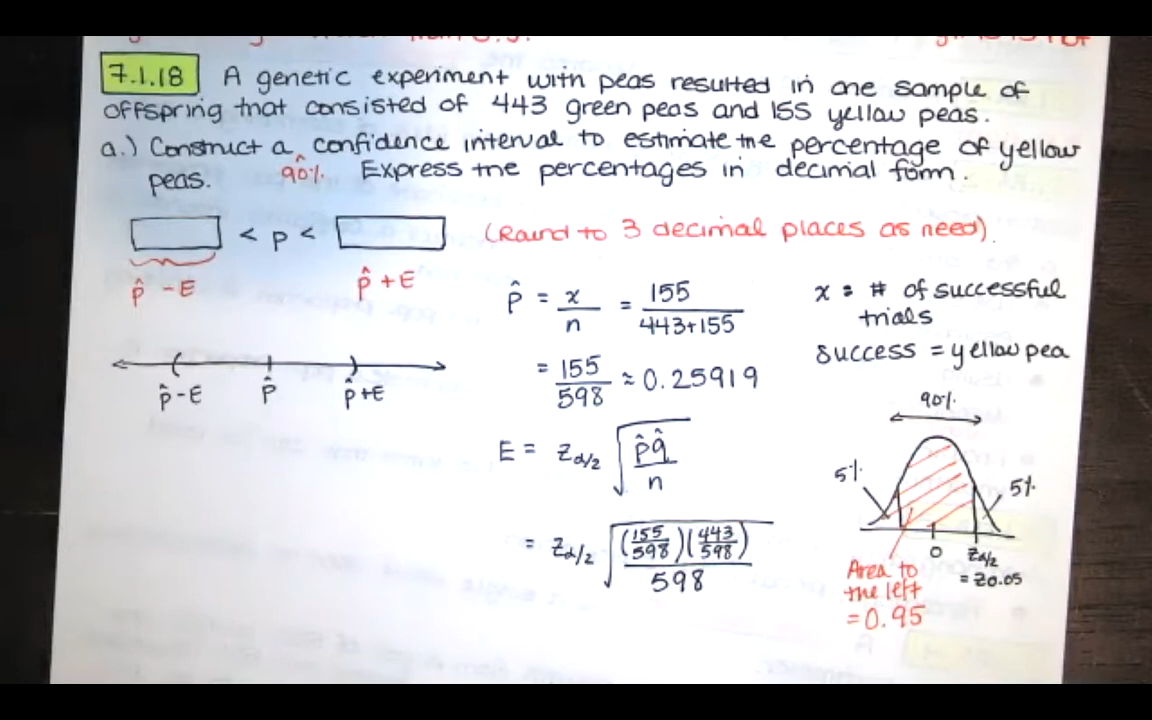 7.1.18 A genetic experiment with peas resulted in one sample of
offspring that consisted of 443 green peas and 155 yellow peas.
a.) Construct a ^ confidence interval to estimate the percentage of yellow
peas. 90% Express the percentages in decimal form.
< p < (Round to 3 decimal places as need).
p̂ - E p̂ + E
p̂ = x/n = 155/(443+155)
x = # of successful
trials
success = yellow pea
= 155/598 ≈ 0.25919
p̂-E p̂ p̂+E
90%
E = Zα/2 √(p̂q̂/n)
5% 5%
= Zα/2 √((155/598)(443/598)/598)
0 Zα/2
= Z0.05
Area to
the left
= 0.95